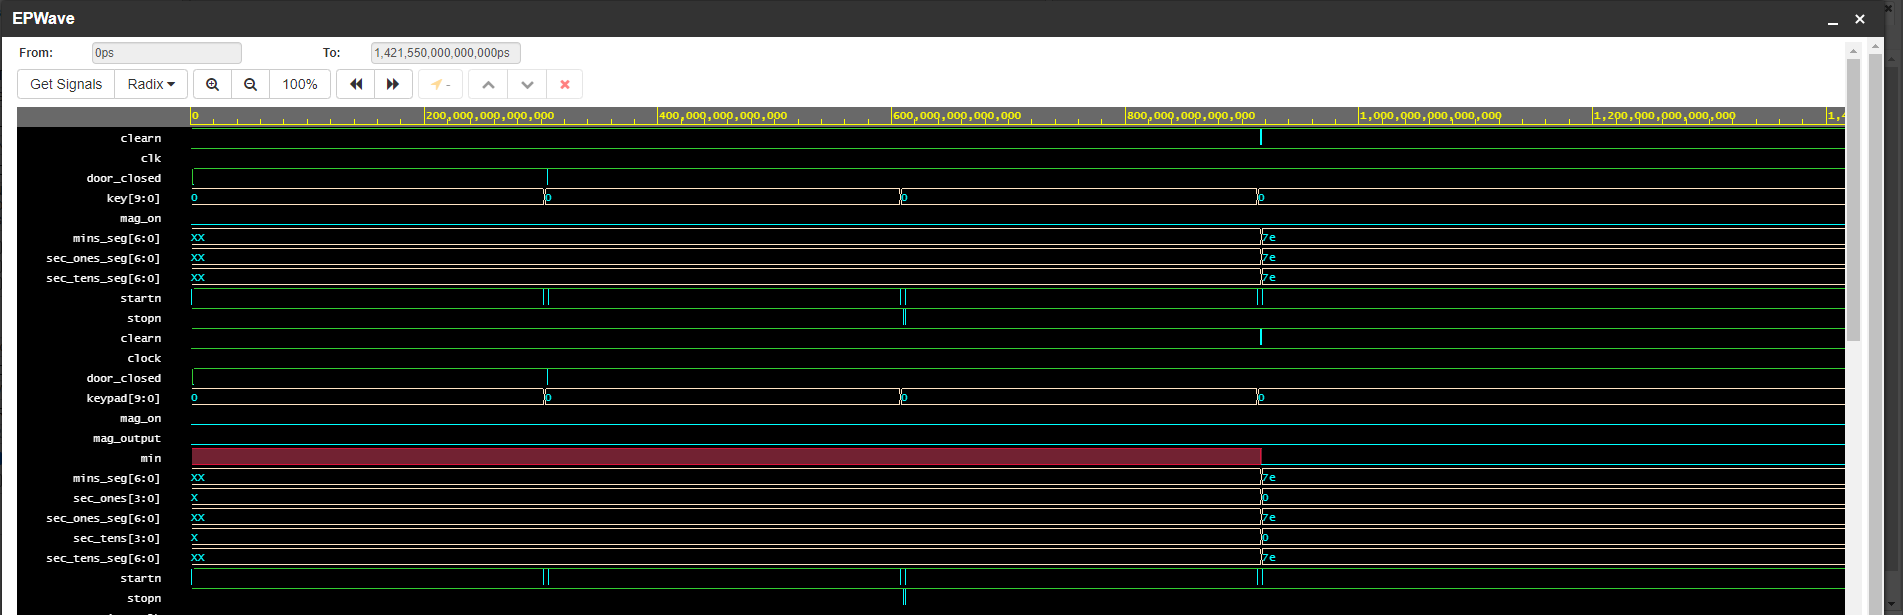 EPWave
From: 0ps To: 1,421,550,000,000,000ps
Get Signals Radix 100% -
0 200,000,000,000,000 400,000,000,000,000 600,000,000,000,000 800,000,000,000,000 1,000,000,000,000,000 1,200,000,000,000,000 1,4
clearn
clk
door_closed
key[9:0] 0 0 0 0
mag_on
mins_seg[6:0] XX 7e
sec_ones_seg[6:0] XX 7e
sec_tens_seg[6:0] XX 7e
startn
stopn
clearn
clock
door_closed
keypad[9:0] 0 0 0 0
mag_on
mag_output
min
mins_seg[6:0] XX 7e
sec_ones[3:0] X 0
sec_ones_seg[6:0] XX 7e
sec_tens[3:0] X 0
sec_tens_seg[6:0] XX 7e
startn
stopn